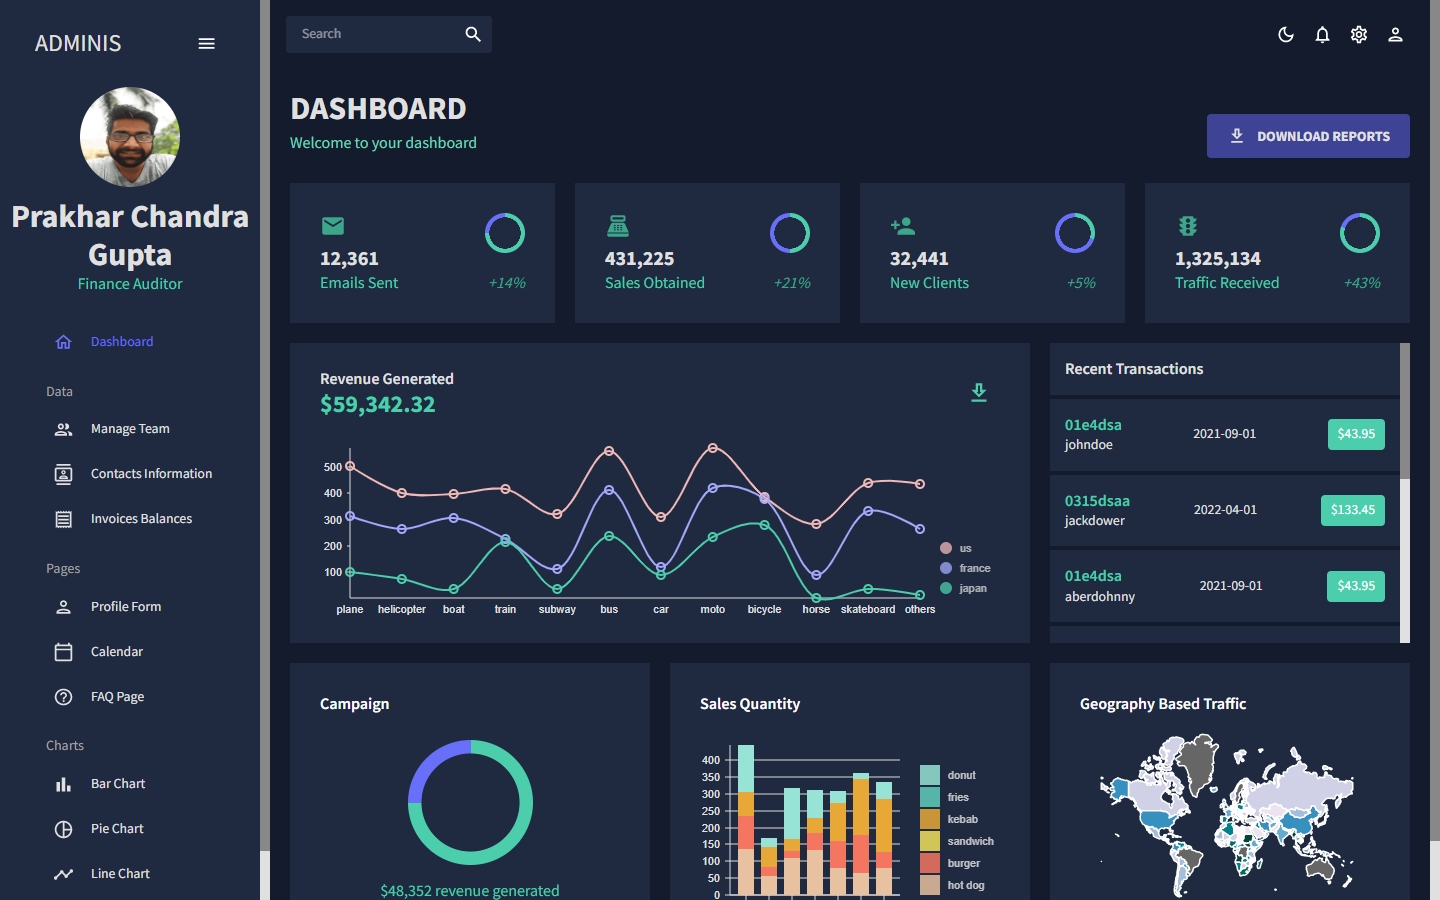 ADMINIS
Prakhar Chandra
Gupta
Finance Auditor
Dashboard
Data
Manage Team
Contacts Information
Invoices Balances
Pages
Profile Form
Calendar
FAQ Page
Charts
Bar Chart
Pie Chart
Line Chart
Search
DASHBOARD
Welcome to your dashboard
DOWNLOAD REPORTS
12,361
Emails Sent
+14%
431,225
Sales Obtained
+21%
32,441
New Clients
+5%
1,325,134
Traffic Received
+43%
Revenue Generated
$59,342.32
500
400
300
200
100
plane helicopter boat train subway bus car moto bicycle horse skateboard others
us
france
japan
Recent Transactions
01e4dsa
johndoe
2021-09-01
$43.95
0315dsaa
jackdower
2022-04-01
$133.45
01e4dsa
aberdohnny
2021-09-01
$43.95
Campaign
$48,352 revenue generated
Sales Quantity
400
350
300
250
200
150
100
50
0
donut
fries
kebab
sandwich
burger
hot dog
Geography Based Traffic